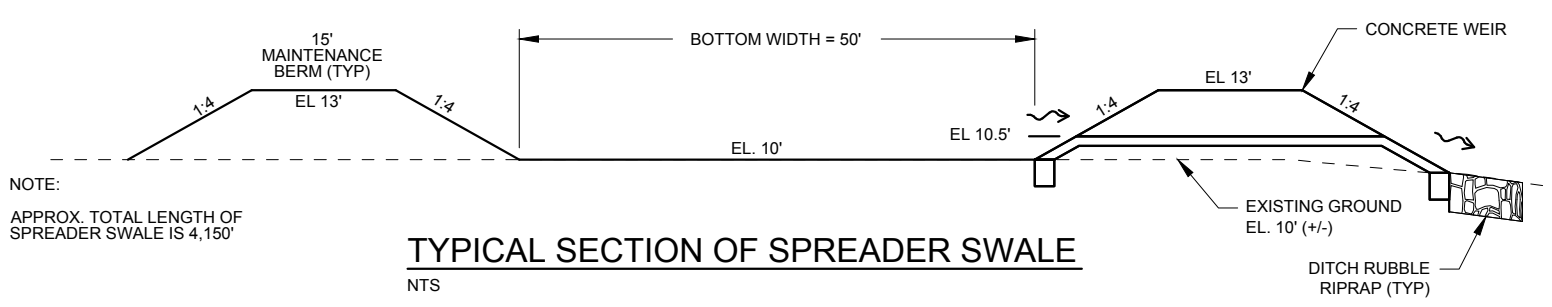 15'
MAINTENANCE
BERM (TYP)
EL 13'
1:4
1:4
BOTTOM WIDTH = 50'
EL. 10'
CONCRETE WEIR
EL 13'
1:4
1:4
EL 10.5'
NOTE:
APPROX. TOTAL LENGTH OF
SPREADER SWALE IS 4,150'
EXISTING GROUND
EL. 10' (+/-)
DITCH RUBBLE
RIPRAP (TYP)
TYPICAL SECTION OF SPREADER SWALE
NTS